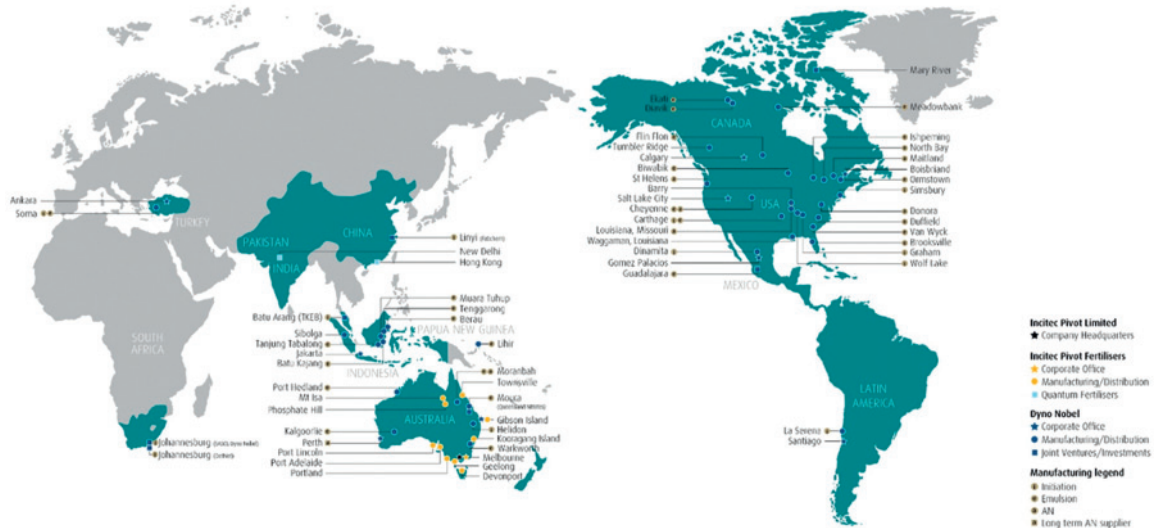 Ankara
Soma
TURKEY
PAKISTAN
INDIA
CHINA
Linyi
New Delhi
Hong Kong
SOUTH
AFRICA
Johannesburg
Johannesburg
Muara Tuhup
Tenggarong
Berau
Batu Arang (TKEB)
Sibolga
Tanjung Tabalong
Jakarta
Batu Kajang
INDONESIA
PAPUA NEW GUINEA
Lihir
Port Hedland
Mt Isa
Phosphate Hill
Kalgoorlie
Perth
Port Lincoln
Port Adelaide
Portland
AUSTRALIA
Moranbah
Townsville
Moura
Gibson Island
Helidon
Kooragang Island
Warkworth
Melbourne
Geelong
Devonport
Mary River
Meadowbank
Ekati
Diavik
CANADA
Flin Flon
Tumbler Ridge
Calgary
Biwabik
St Helens
Barry
Salt Lake City
Cheyenne
Carthage
Louisiana, Missouri
Waggaman, Louisiana
Dinamita
Gomez Palacios
Guadalajara
USA
MEXICO
Ishpeming
North Bay
Maitland
Boisbriand
Simsbury
Donora
Duffield
Van Wyck
Brooksville
Graham
Wolf Lake
LATIN
AMERICA
La Serena
Santiago
Incitec Pivot Limited
Company Headquarters
Incitec Pivot Fertilisers
Corporate Office
Manufacturing/Distribution
Quantum Fertilisers
Dyno Nobel
Corporate Office
Manufacturing/Distribution
Joint Ventures/Investments
Manufacturing legend
Initiation
Emulsion
AN
Long term AN supplier